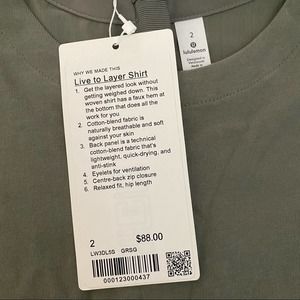 WHY WE MADE THIS
Live to Layer Shirt
1. Get the layered look without
getting weighed down. This
woven shirt has a faux hem at
the bottom that does all the
work for you
2. Cotton-blend fabric is
naturally breathable and soft
against your skin
3. Back panel is a technical
cotton-blend fabric that's
lightweight, quick-drying, and
anti-stink
4. Eyelets for ventilation
5. Centre-back zip closure
6. Relaxed fit, hip length
2 $88.00
LW3DL5S GRSG
000123000437
2
lululemon
Designed in
Vancouver